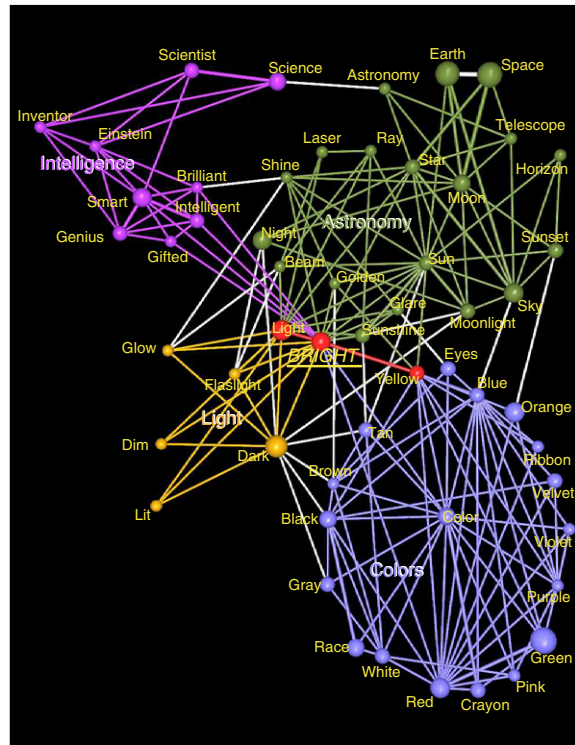 Earth
Scientist
Space
Science
Astronomy
Inventor
Einstein
Telescope
Laser
Ray
Intelligence
Shine
Star
Horizon
Brilliant
Moon
Smart
Intelligent
Astronomy
Genius
Night
Gifted
Sunset
Beam
Sun
Golden
Sky
Glare
Moonlight
Light
Sunshine
Glow
BRIGHT
Eyes
Flaslight
Yellow
Blue
Orange
Light
Tan
Dim
Dark
Ribbon
Brown
Velvet
Lit
Black
Color
Violet
Gray
Colors
Purple
Race
White
Green
Pink
Red
Crayon